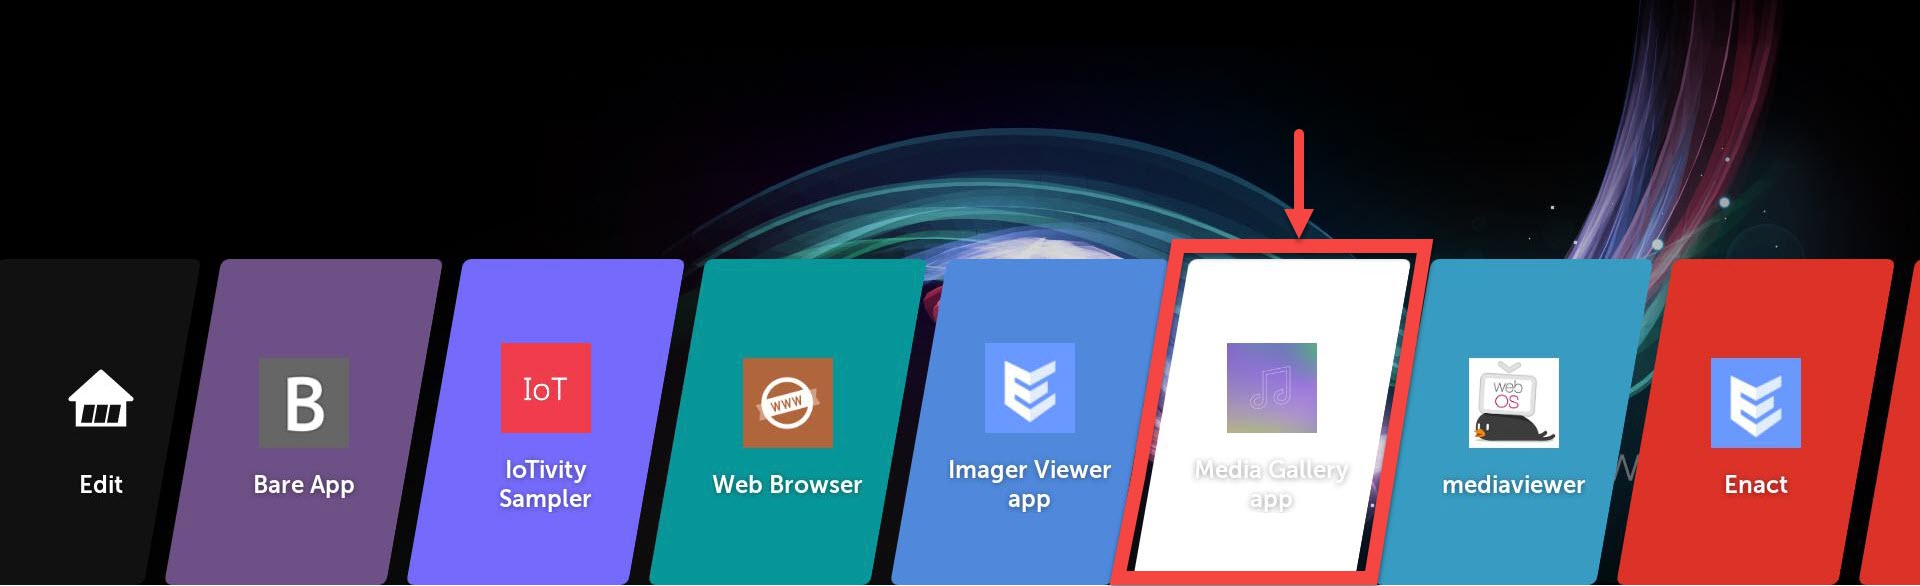 Edit
B
Bare App
IoT
IoTivity
Sampler
www
Web Browser
Imager Viewer
app
Media Gallery
app
web
OS
mediaviewer
W
Enact